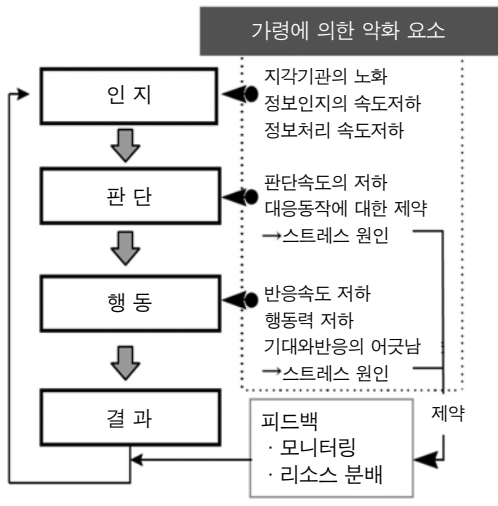 가령에 의한 악화 요소
인 지
지각기관의 노화
정보인지의 속도저하
정보처리 속도저하
판 단
판단속도의 저하
대응동작에 대한 제약
→스트레스 원인
행 동
반응속도 저하
행동력 저하
기대와반응의 어긋남
→스트레스 원인
결 과
제약
피드백
· 모니터링
· 리소스 분배